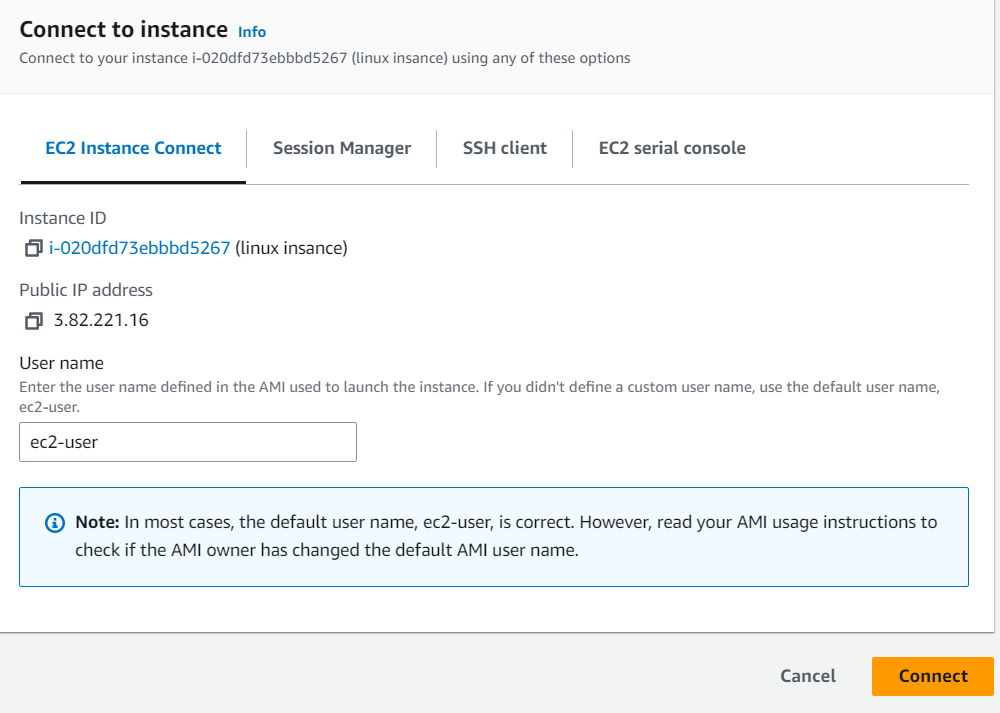 Connect to instance Info
Connect to your instance i-020dfd73ebbbd5267 (linux insance) using any of these options
EC2 Instance Connect Session Manager SSH client EC2 serial console
Instance ID
i-020dfd73ebbbd5267 (linux insance)
Public IP address
3.82.221.16
User name
Enter the user name defined in the AMI used to launch the instance. If you didn't define a custom user name, use the default user name,
ec2-user.
ec2-user
Note: In most cases, the default user name, ec2-user, is correct. However, read your AMI usage instructions to
check if the AMI owner has changed the default AMI user name.
Cancel Connect